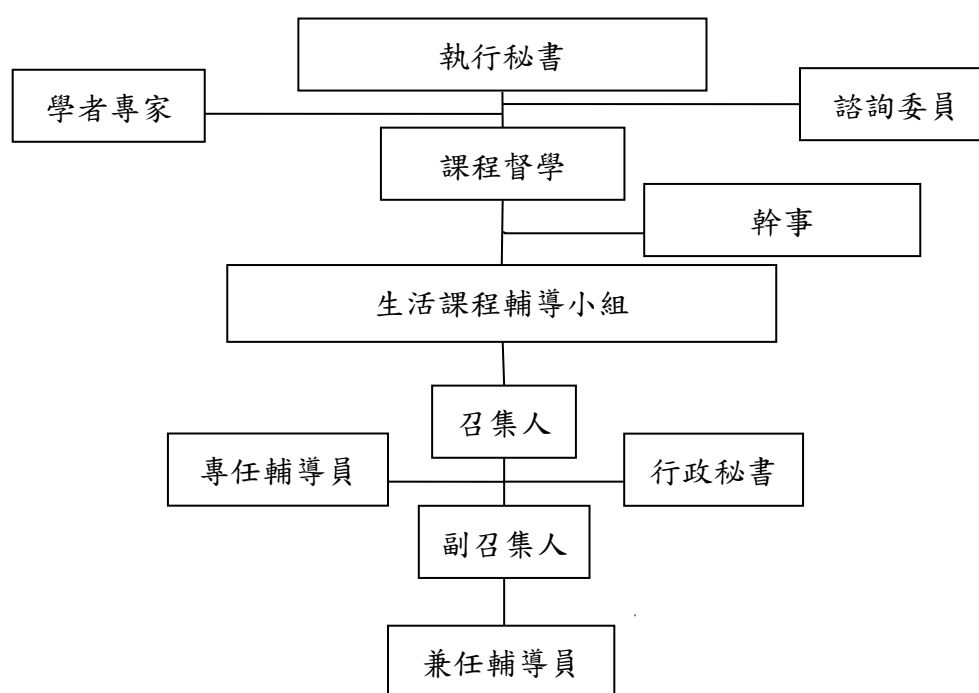 執行秘書
學者專家
諮詢委員
課程督學
幹事
生活課程輔導小組
召集人
專任輔導員
行政秘書
副召集人
兼任輔導員